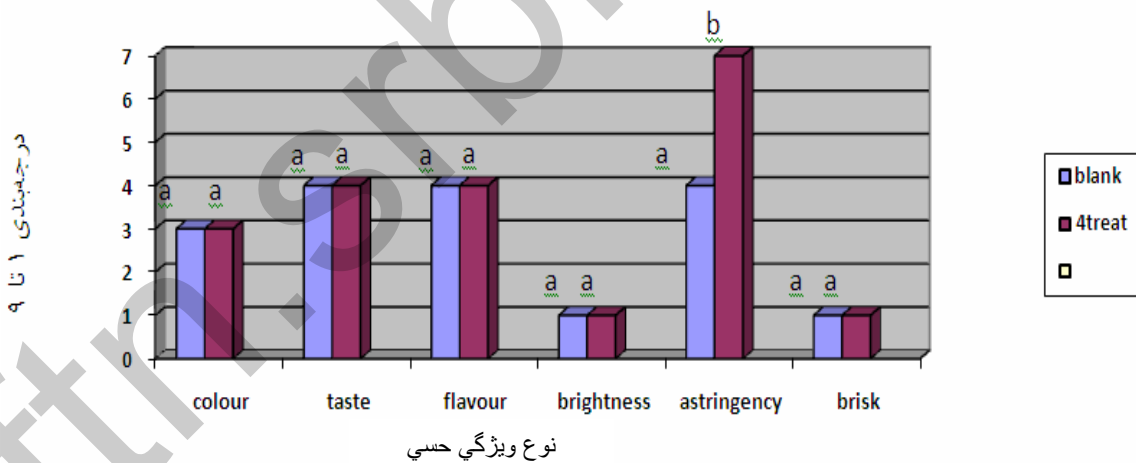 b
7
6
5
4
3
2
1
0
a a a a a a a a a a a
درجه‌بندی ۱ تا ۹
colour taste flavour brightness astringency brisk
نوع ویژگي حسي
blank
4treat